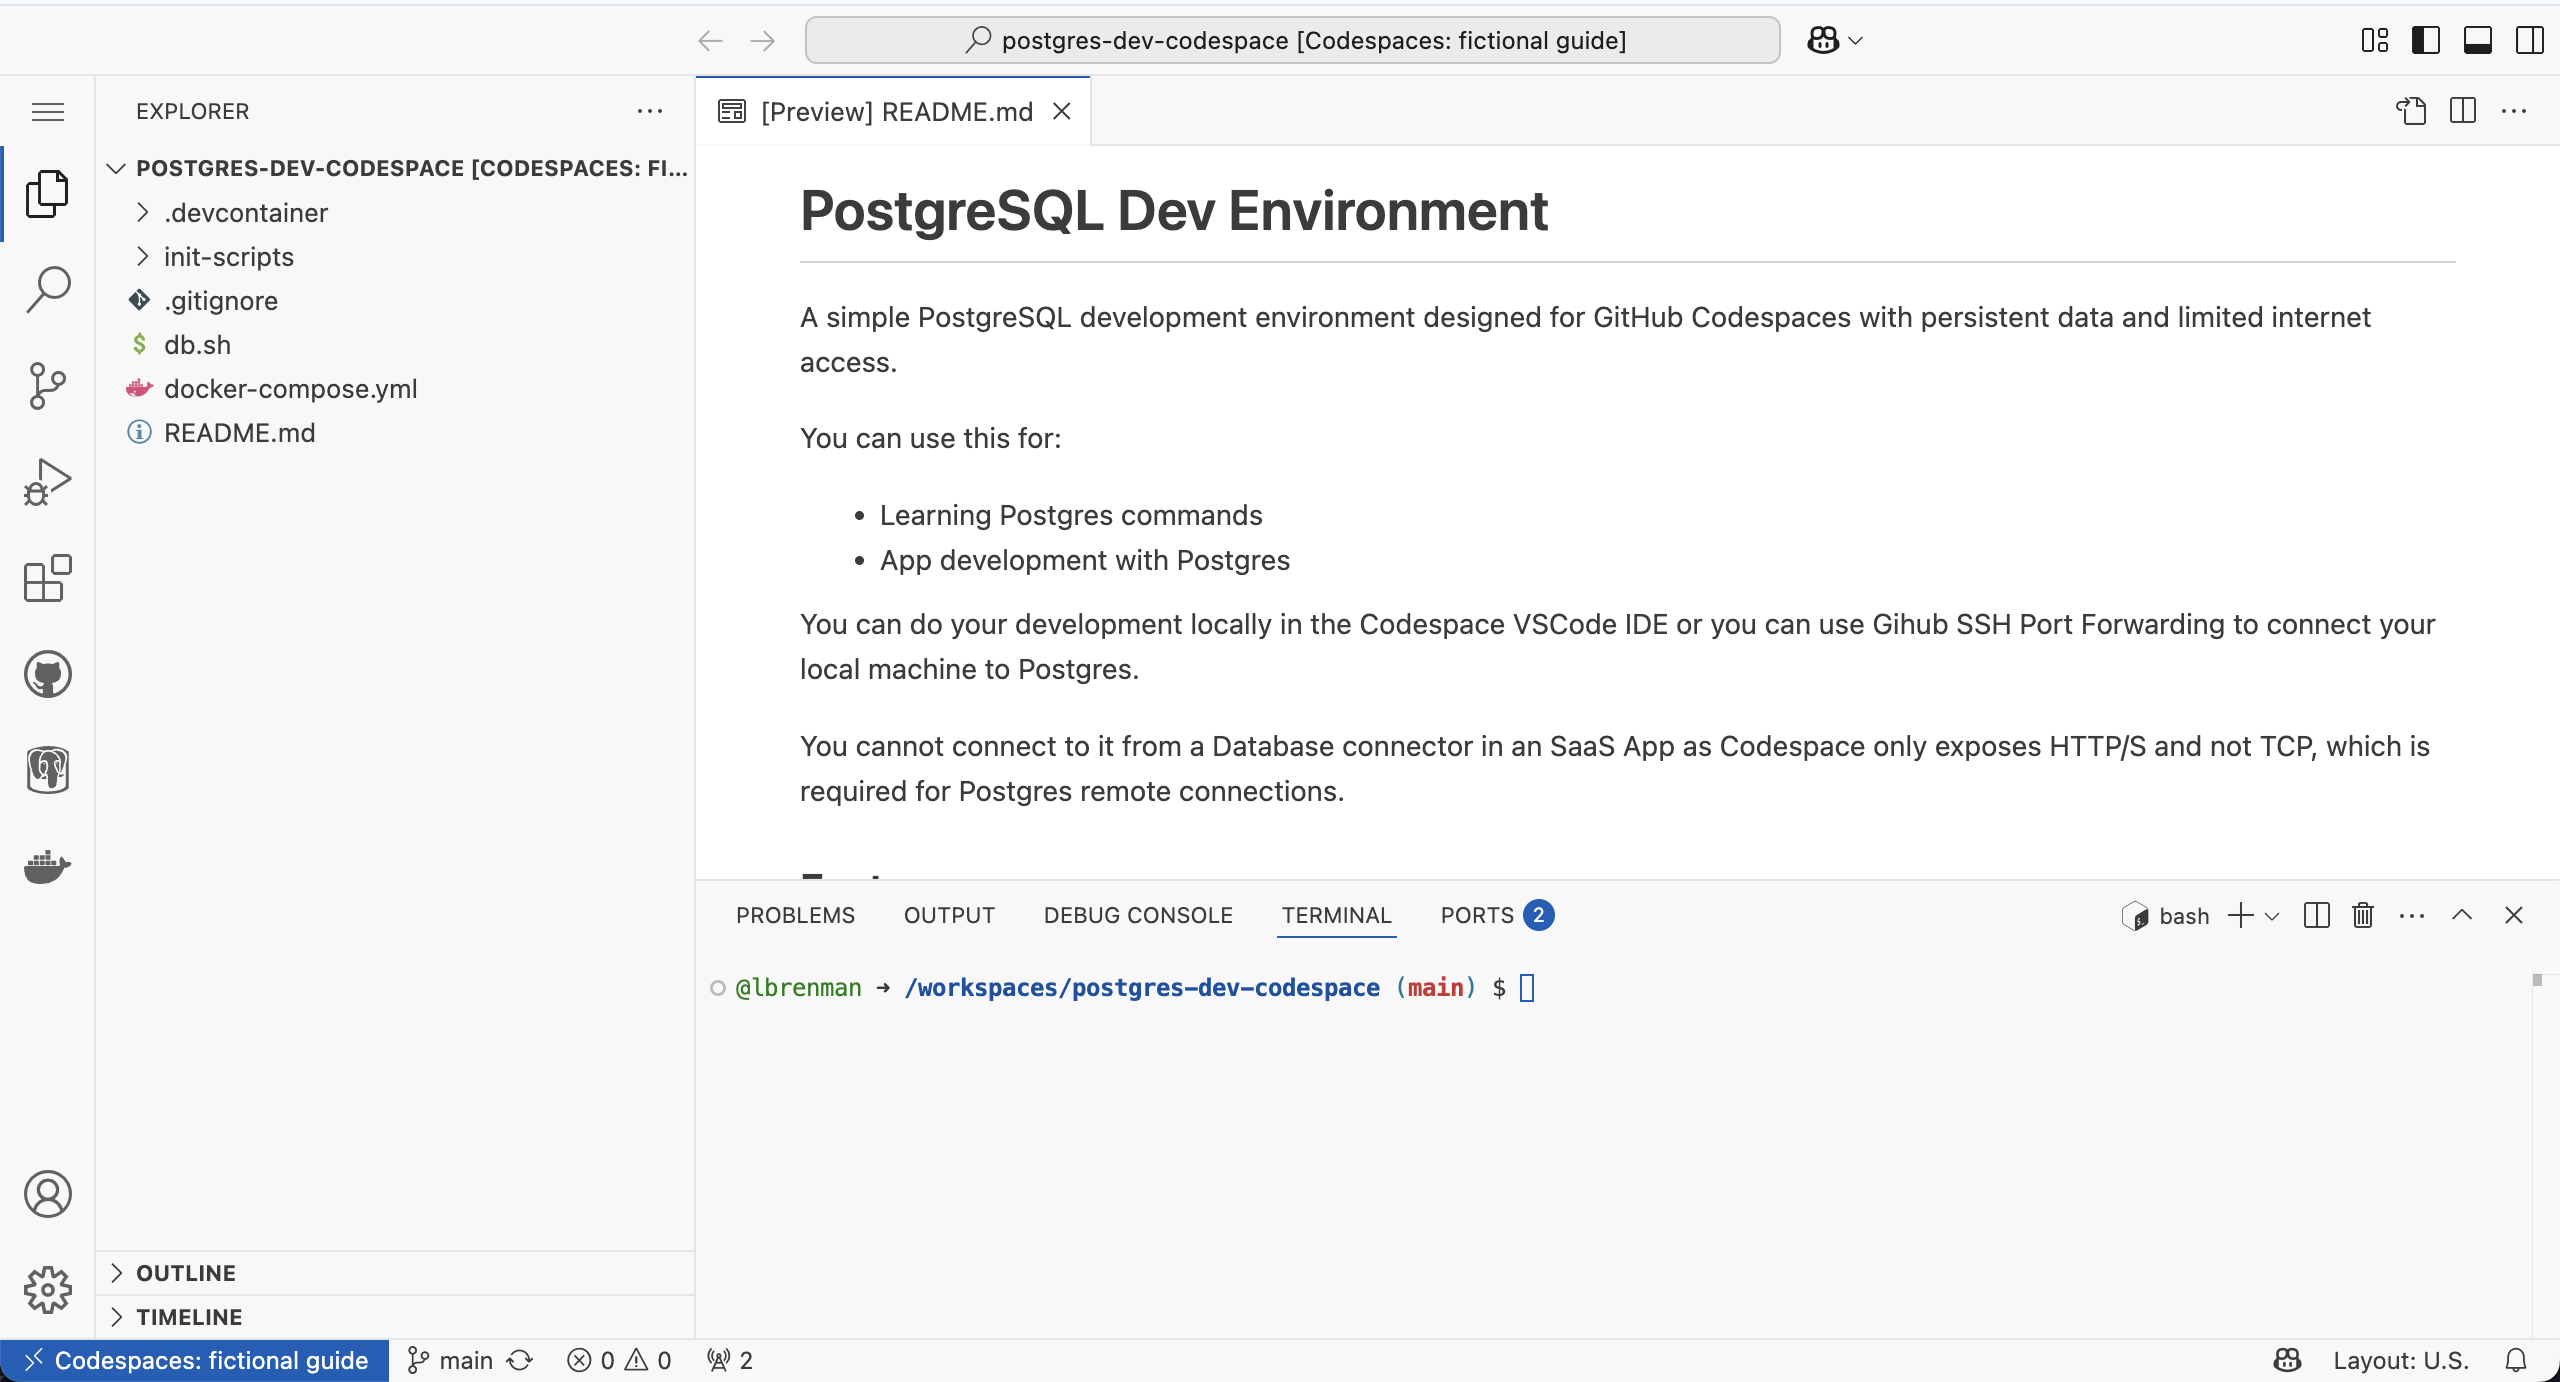 postgres-dev-codespace [Codespaces: fictional guide]
EXPLORER
POSTGRES-DEV-CODESPACE [CODESPACES: FI...
.devcontainer
init-scripts
.gitignore
$ db.sh
docker-compose.yml
README.md
OUTLINE
TIMELINE
[Preview] README.md
PostgreSQL Dev Environment
A simple PostgreSQL development environment designed for GitHub Codespaces with persistent data and limited internet
access.
You can use this for:
• Learning Postgres commands
• App development with Postgres
You can do your development locally in the Codespace VSCode IDE or you can use Gihub SSH Port Forwarding to connect your
local machine to Postgres.
You cannot connect to it from a Database connector in an SaaS App as Codespace only exposes HTTP/S and not TCP, which is
required for Postgres remote connections.
PROBLEMS OUTPUT DEBUG CONSOLE TERMINAL PORTS 2
bash
@lbrenman ➜ /workspaces/postgres-dev-codespace (main) $
Codespaces: fictional guide main 0 0 2 Layout: U.S.